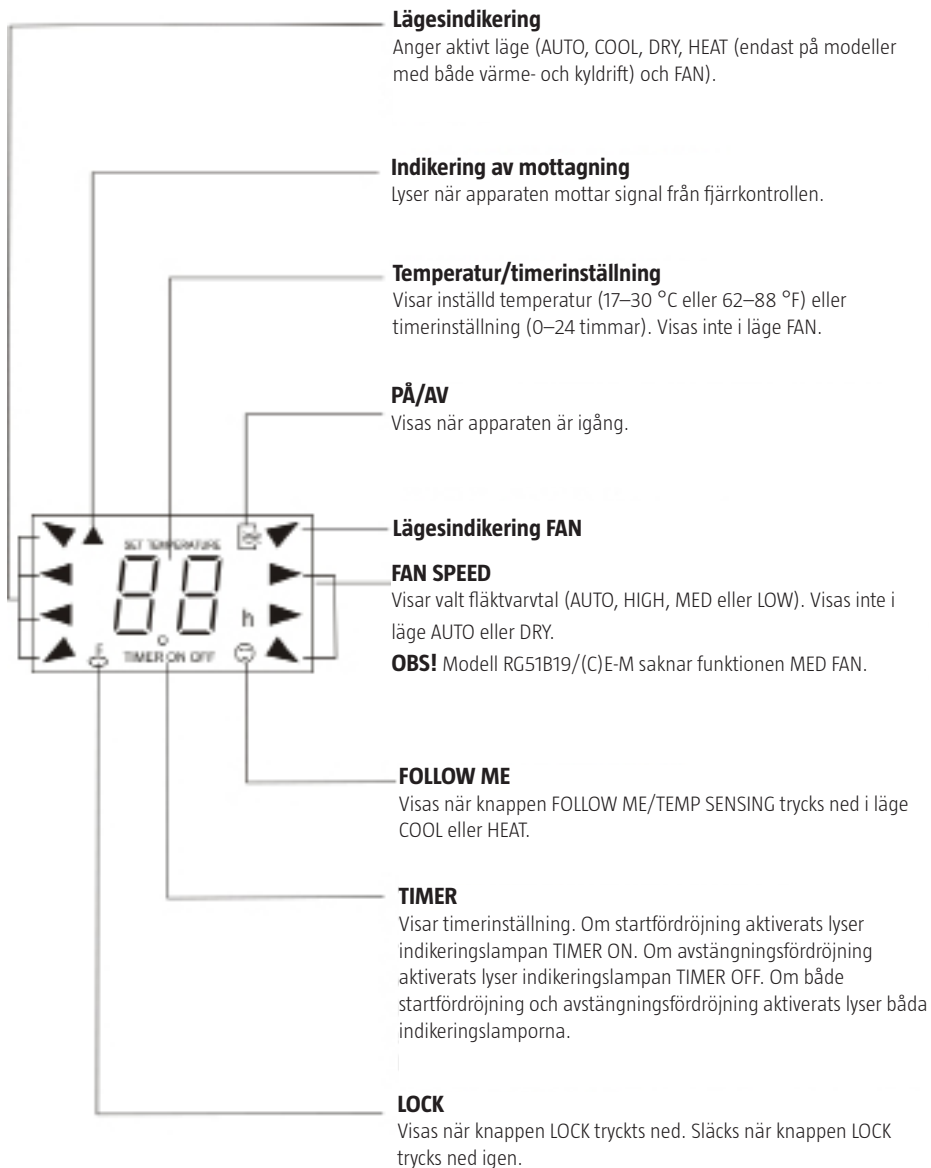 Lägesindikering
Anger aktivt läge (AUTO, COOL, DRY, HEAT (endast på modeller
med både värme- och kyldrift) och FAN).
Indikering av mottagning
Lyser när apparaten mottar signal från fjärrkontrollen.
Temperatur/timerinställning
Visar inställd temperatur (17–30 °C eller 62–88 °F) eller
timerinställning (0–24 timmar). Visas inte i läge FAN.
PÅ/AV
Visas när apparaten är igång.
Lägesindikering FAN
FAN SPEED
Visar valt fläktvarvtal (AUTO, HIGH, MED eller LOW). Visas inte i
läge AUTO eller DRY.
OBS! Modell RG51B19/(C)E-M saknar funktionen MED FAN.
SET TEMPERATURE
88
h
TIMER ON OFF
FOLLOW ME
Visas när knappen FOLLOW ME/TEMP SENSING trycks ned i läge
COOL eller HEAT.
TIMER
Visar timerinställning. Om startfördröjning aktiverats lyser
indikeringslampan TIMER ON. Om avstängningsfördröjning
aktiverats lyser indikeringslampan TIMER OFF. Om både
startfördröjning och avstängningsfördröjning aktiverats lyser båda
indikeringslamporna.
LOCK
Visas när knappen LOCK tryckts ned. Släcks när knappen LOCK
trycks ned igen.